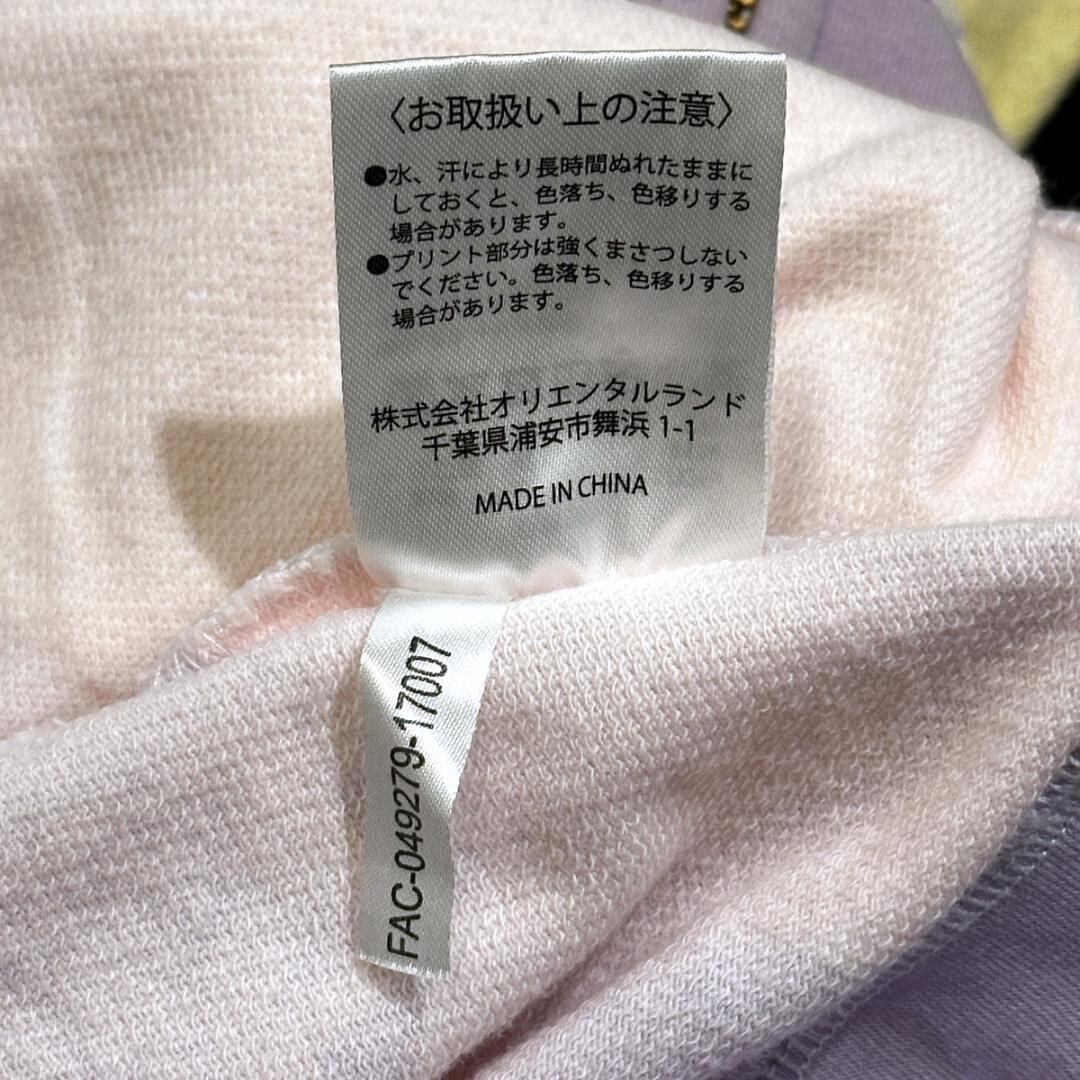 〈お取扱い上の注意〉
●水、汗により長時間ぬれたままに
しておくと、色落ち、色移りする
場合があります。
●プリント部分は強くまさつしない
でください。色落ち、色移りする
場合があります。
株式会社オリエンタルランド
千葉県浦安市舞浜 1-1
MADE IN CHINA
FAC-049279-17007